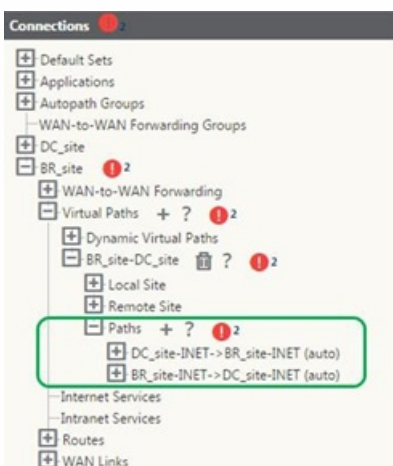 Connections ! 2
+ Default Sets
+ Applications
+ Autopath Groups
WAN-to-WAN Forwarding Groups
+ DC_site
- BR_site ! 2
+ WAN-to-WAN Forwarding
- Virtual Paths + ? ! 2
+ Dynamic Virtual Paths
- BR_site-DC_site ? ! 2
+ Local Site
+ Remote Site
- Paths + ? ! 2
+ DC_site-INET->BR_site-INET (auto)
+ BR_site-INET->DC_site-INET (auto)
Internet Services
Intranet Services
+ Routes
+ WAN Links